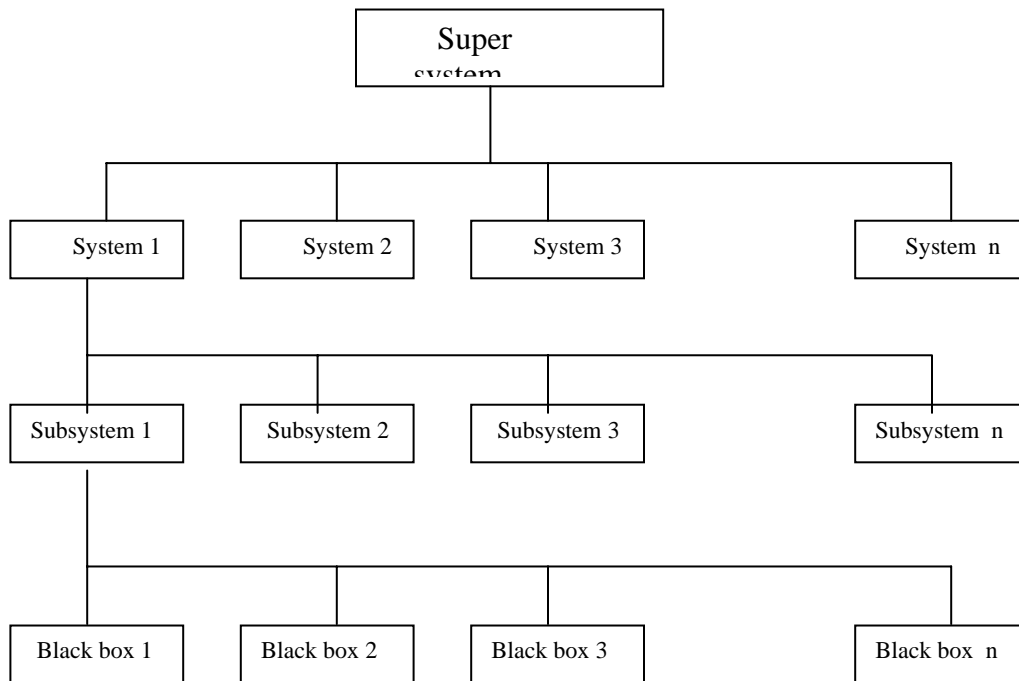 Super
system
System 1
System 2
System 3
System n
Subsystem 1
Subsystem 2
Subsystem 3
Subsystem n
Black box 1
Black box 2
Black box 3
Black box n